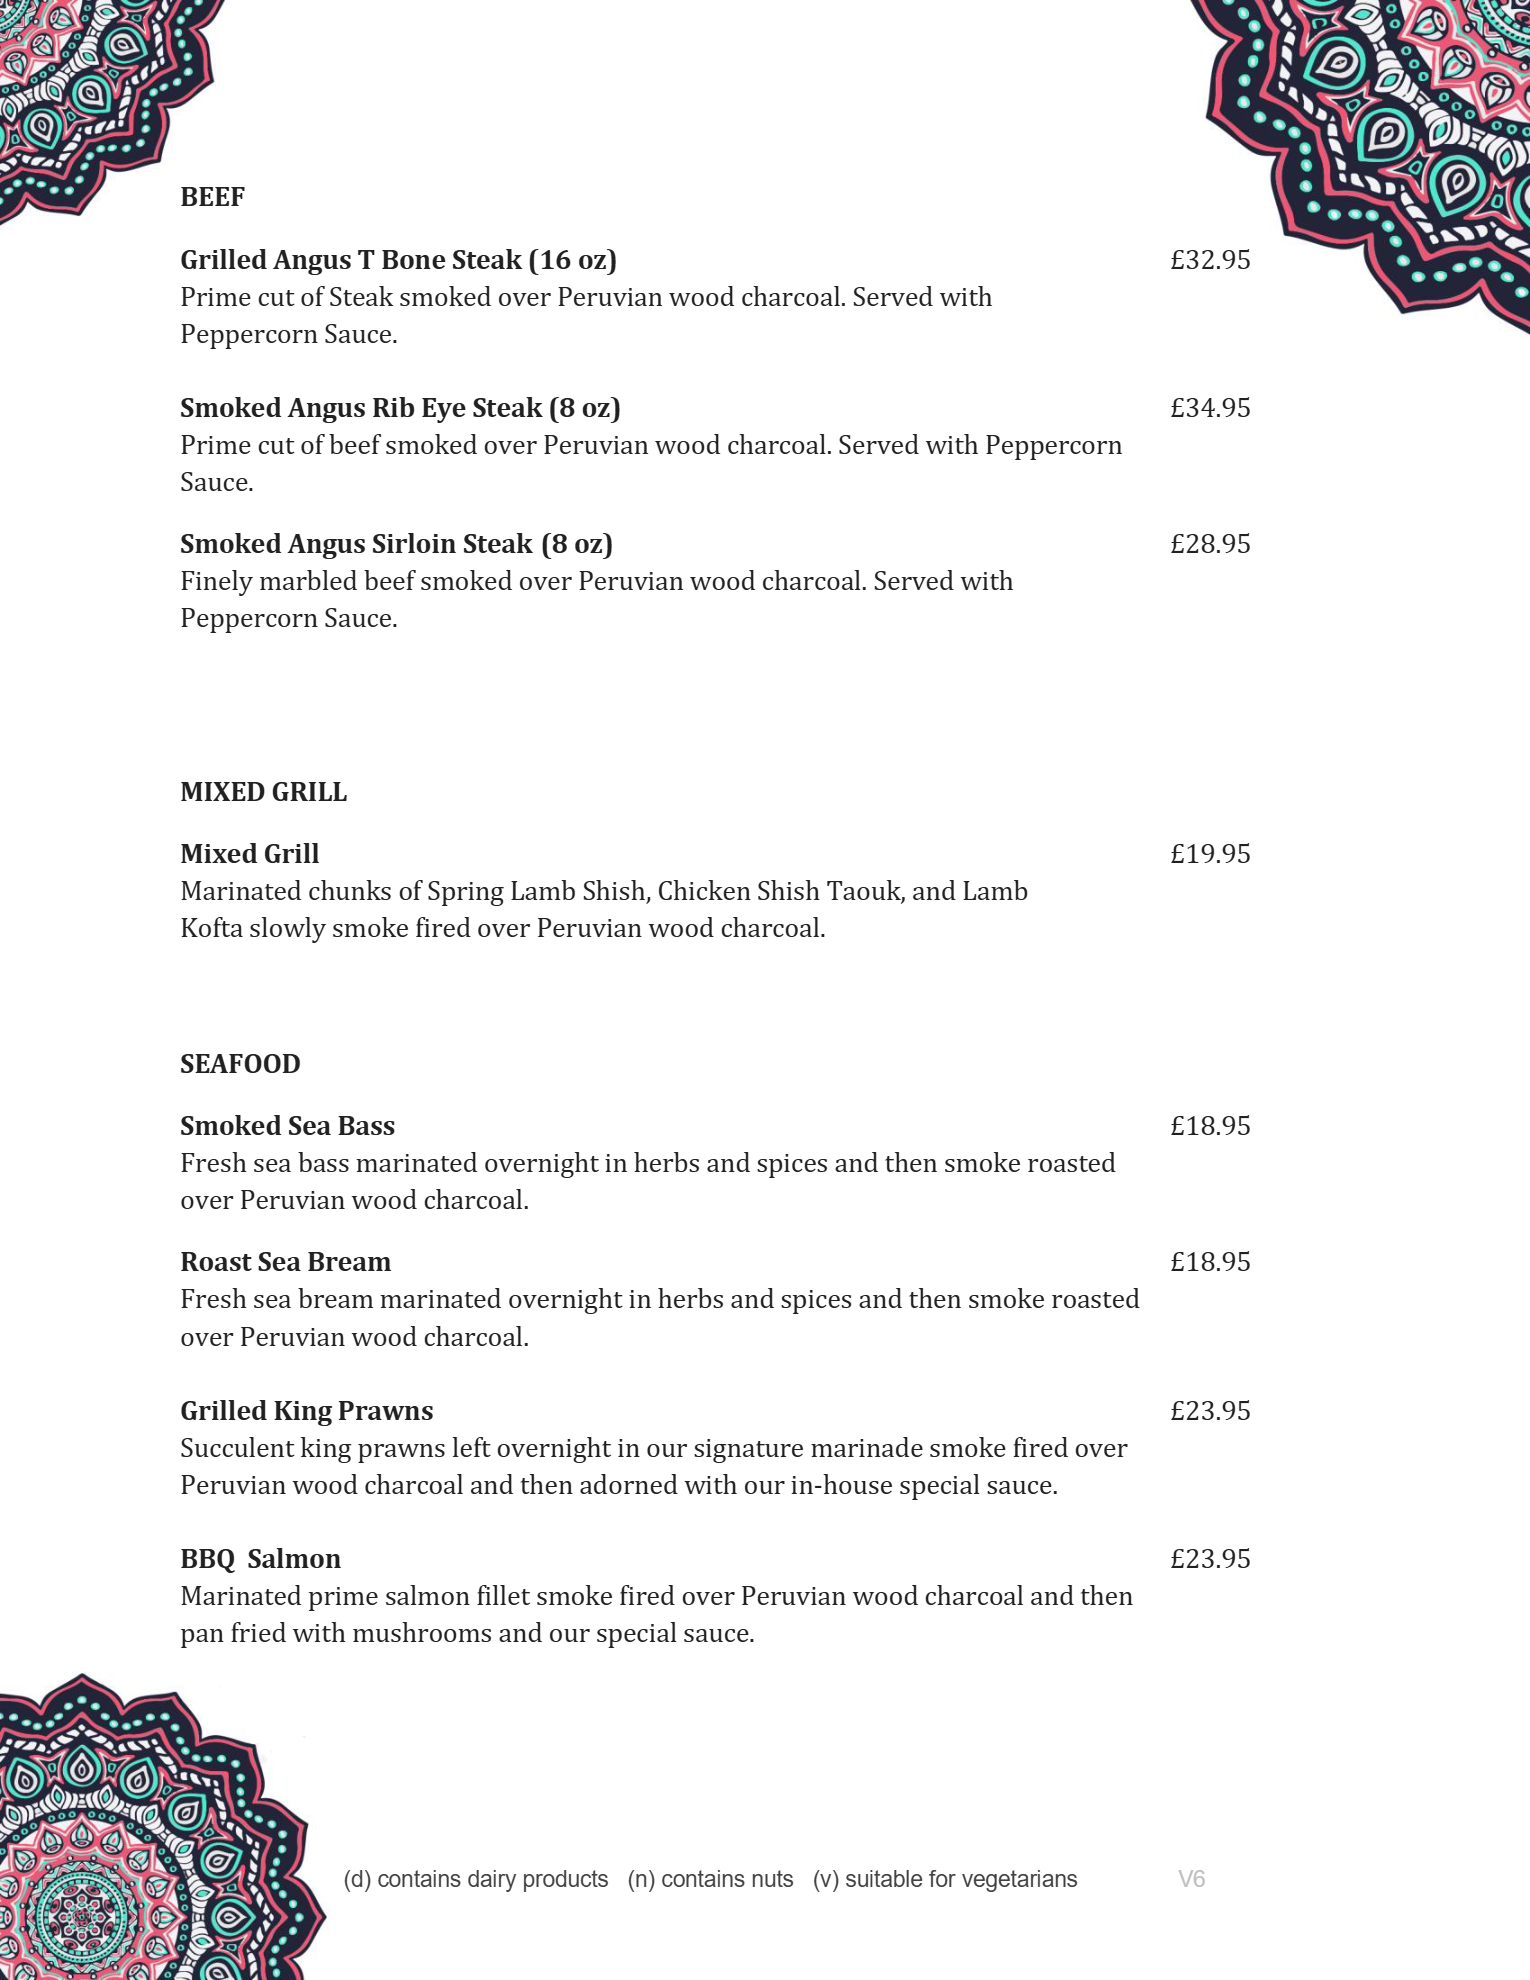 BEEF
Grilled Angus T Bone Steak (16 oz) £32.95
Prime cut of Steak smoked over Peruvian wood charcoal. Served with
Peppercorn Sauce.
Smoked Angus Rib Eye Steak (8 oz) £34.95
Prime cut of beef smoked over Peruvian wood charcoal. Served with Peppercorn
Sauce.
Smoked Angus Sirloin Steak (8 oz) £28.95
Finely marbled beef smoked over Peruvian wood charcoal. Served with
Peppercorn Sauce.
MIXED GRILL
Mixed Grill £19.95
Marinated chunks of Spring Lamb Shish, Chicken Shish Taouk, and Lamb
Kofta slowly smoke fired over Peruvian wood charcoal.
SEAFOOD
Smoked Sea Bass £18.95
Fresh sea bass marinated overnight in herbs and spices and then smoke roasted
over Peruvian wood charcoal.
Roast Sea Bream £18.95
Fresh sea bream marinated overnight in herbs and spices and then smoke roasted
over Peruvian wood charcoal.
Grilled King Prawns £23.95
Succulent king prawns left overnight in our signature marinade smoke fired over
Peruvian wood charcoal and then adorned with our in-house special sauce.
BBQ  Salmon £23.95
Marinated prime salmon fillet smoke fired over Peruvian wood charcoal and then
pan fried with mushrooms and our special sauce.
(d) contains dairy products (n) contains nuts (v) suitable for vegetarians V6